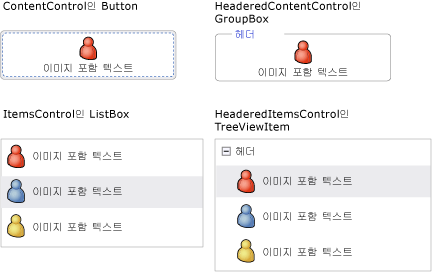 ContentControl인 Button
이미지 포함 텍스트
HeaderedContentControl인
GroupBox
헤더
이미지 포함 텍스트
ItemsControl인 ListBox
이미지 포함 텍스트
이미지 포함 텍스트
이미지 포함 텍스트
HeaderedItemsControl인
TreeViewItem
헤더
이미지 포함 텍스트
이미지 포함 텍스트
이미지 포함 텍스트